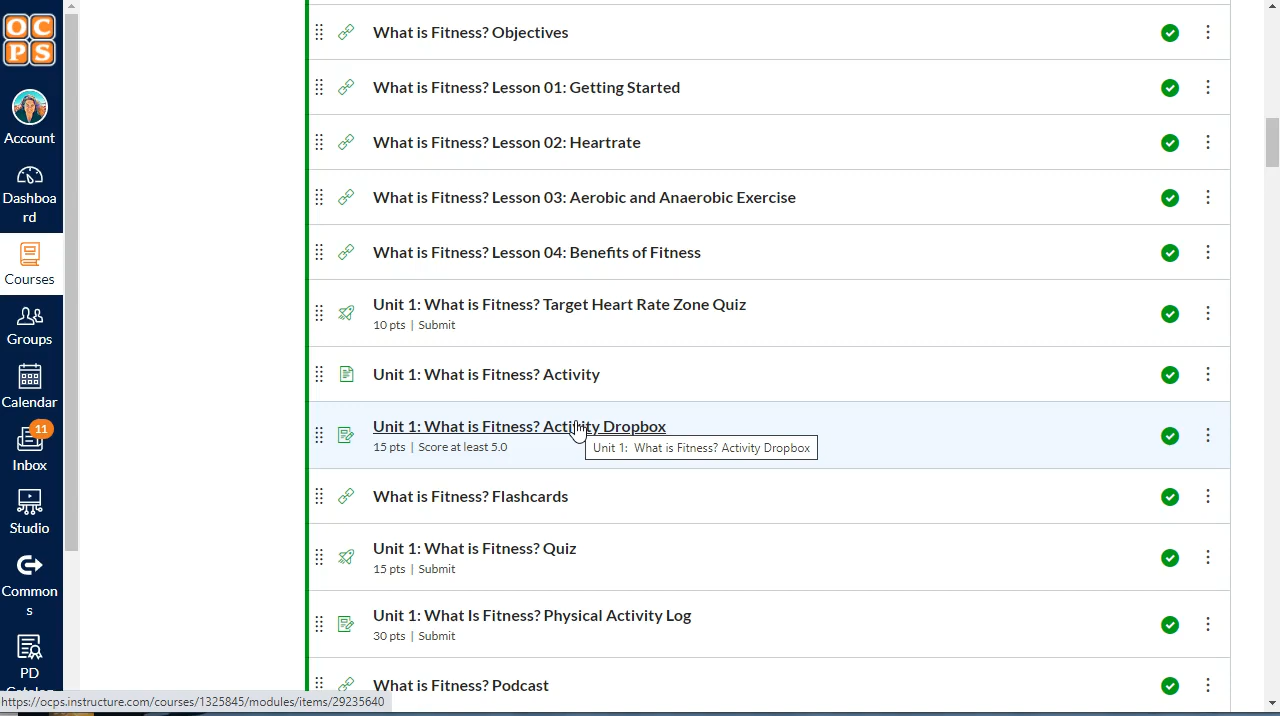 OC
PS
Account
Dashboa
rd
Courses
Groups
Calendar
11
Inbox
Studio
Common
s
PD
Catalog
What is Fitness? Objectives
What is Fitness? Lesson 01: Getting Started
What is Fitness? Lesson 02: Heartrate
What is Fitness? Lesson 03: Aerobic and Anaerobic Exercise
What is Fitness? Lesson 04: Benefits of Fitness
Unit 1: What is Fitness? Target Heart Rate Zone Quiz
10 pts | Submit
Unit 1: What is Fitness? Activity
Unit 1: What is Fitness? Activity Dropbox
15 pts | Score at least 5.0
Unit 1: What is Fitness? Activity Dropbox
What is Fitness? Flashcards
Unit 1: What is Fitness? Quiz
15 pts | Submit
Unit 1: What Is Fitness? Physical Activity Log
30 pts | Submit
What is Fitness? Podcast
https://ocps.instructure.com/courses/1325845/modules/items/29235640